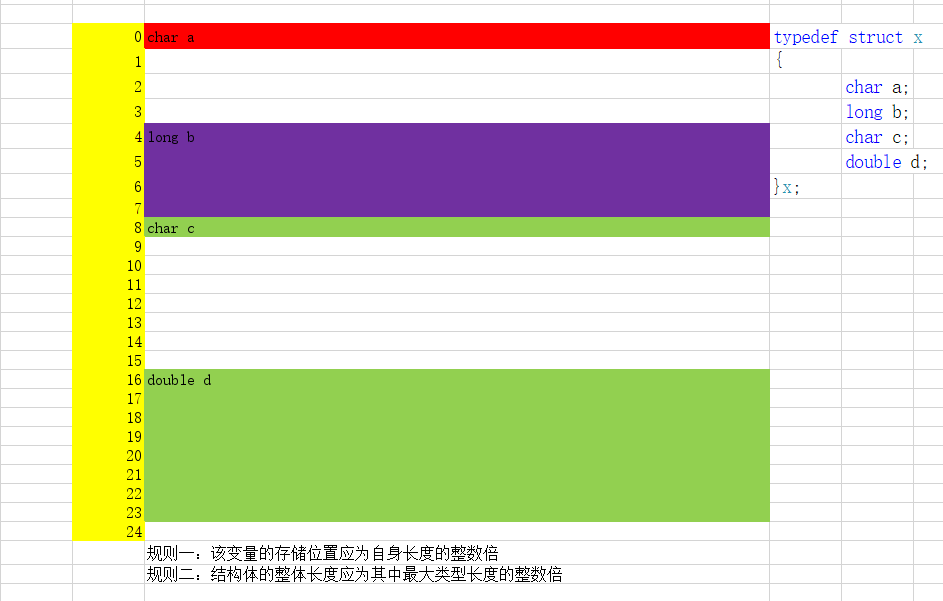 0 char a typedef struct x
1 {
2 char a;
3 long b;
4 long b char c;
5 double d;
6 }x;
7
8 char c
9
10
11
12
13
14
15
16 double d
17
18
19
20
21
22
23
24
规则一：该变量的存储位置应为自身长度的整数倍
规则二：结构体的整体长度应为其中最大类型长度的整数倍